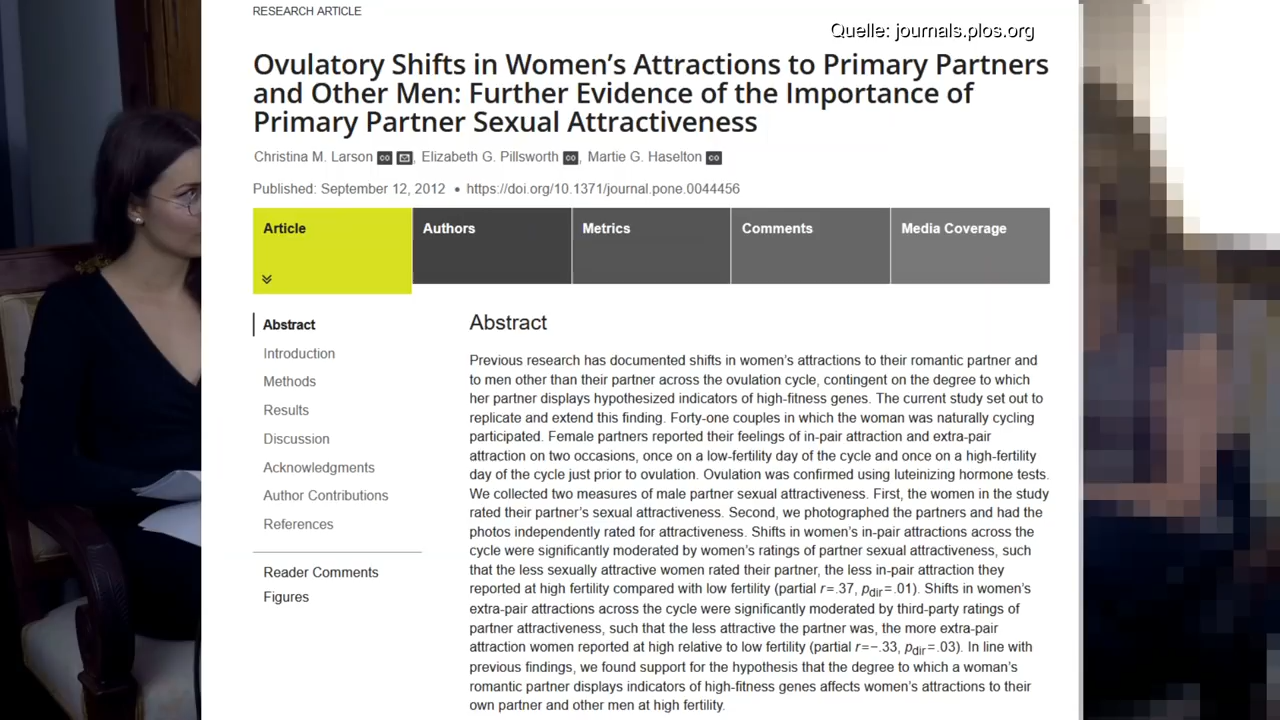 RESEARCH ARTICLE
Quelle: journals.plos.org
Ovulatory Shifts in Women's Attractions to Primary Partners
and Other Men: Further Evidence of the Importance of
Primary Partner Sexual Attractiveness
Christina M. Larson, Elizabeth G. Pillsworth, Martie G. Haselton
Published: September 12, 2012 • https://doi.org/10.1371/journal.pone.0044456
Article Authors Metrics Comments Media Coverage
Abstract
Introduction
Methods
Results
Discussion
Acknowledgments
Author Contributions
References
Reader Comments
Figures
Abstract
Previous research has documented shifts in women's attractions to their romantic partner and
to men other than their partner across the ovulation cycle, contingent on the degree to which
her partner displays hypothesized indicators of high-fitness genes. The current study set out to
replicate and extend this finding. Forty-one couples in which the woman was naturally cycling
participated. Female partners reported their feelings of in-pair attraction and extra-pair
attraction on two occasions, once on a low-fertility day of the cycle and once on a high-fertility
day of the cycle just prior to ovulation. Ovulation was confirmed using luteinizing hormone tests.
We collected two measures of male partner sexual attractiveness. First, the women in the study
rated their partner's sexual attractiveness. Second, we photographed the partners and had the
photos independently rated for attractiveness. Shifts in women's in-pair attractions across the
cycle were significantly moderated by women's ratings of partner sexual attractiveness, such
that the less sexually attractive women rated their partner, the less in-pair attraction they
reported at high fertility compared with low fertility (partial r=.37, pdir=.01). Shifts in women's
extra-pair attractions across the cycle were significantly moderated by third-party ratings of
partner attractiveness, such that the less attractive the partner was, the more extra-pair
attraction women reported at high relative to low fertility (partial r=−.33, pdir=.03). In line with
previous findings, we found support for the hypothesis that the degree to which a woman's
romantic partner displays indicators of high-fitness genes affects women's attractions to their
own partner and other men at high fertility.